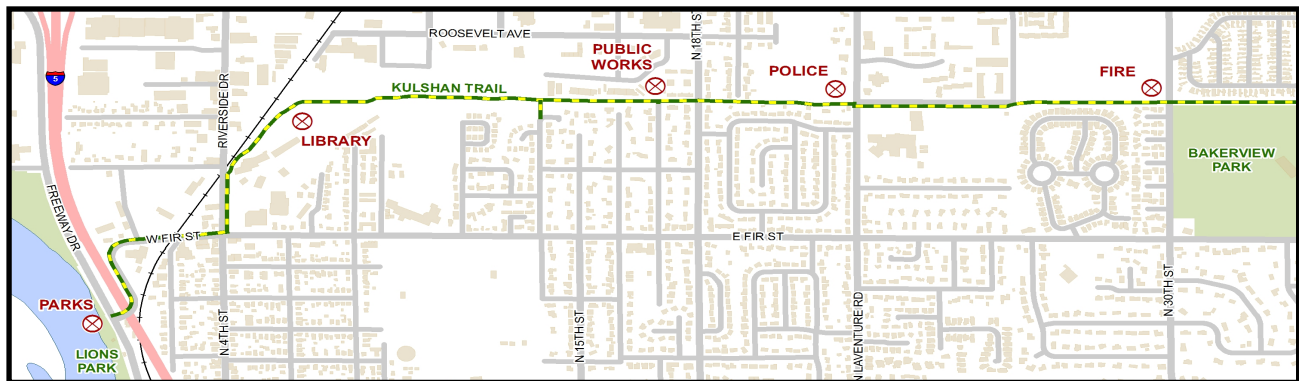 ROOSEVELT AVE
N 18TH ST
PUBLIC
WORKS
POLICE
FIRE
5
RIVERSIDE DR
KULSHAN TRAIL
LIBRARY
BAKERVIEW
PARK
FREEWAY DR
W FIR ST
E FIR ST
PARKS
LIONS
PARK
N 4TH ST
N 15TH ST
N LAVENTURE RD
N 30TH ST